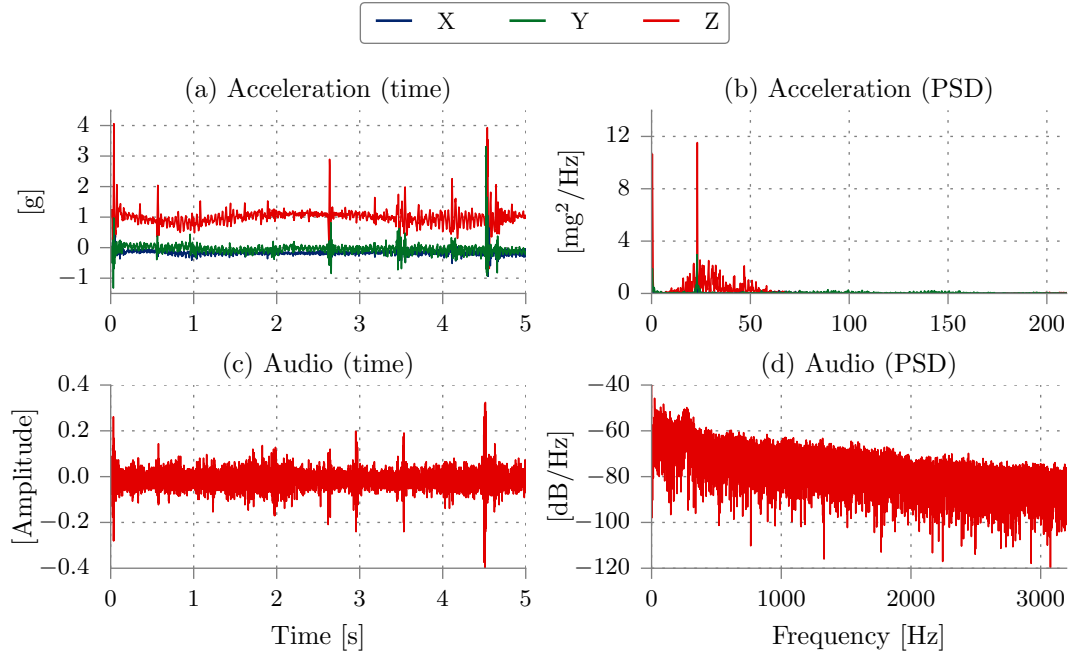 X Y Z
(a) Acceleration (time)
[g]
4
3
2
1
0
−1
0 1 2 3 4 5
(b) Acceleration (PSD)
[mg²/Hz]
12
8
4
0
0 50 100 150 200
(c) Audio (time)
[Amplitude]
0.4
0.2
0.0
−0.2
−0.4
0 1 2 3 4 5
Time [s]
(d) Audio (PSD)
[dB/Hz]
−40
−60
−80
−100
−120
0 1000 2000 3000
Frequency [Hz]